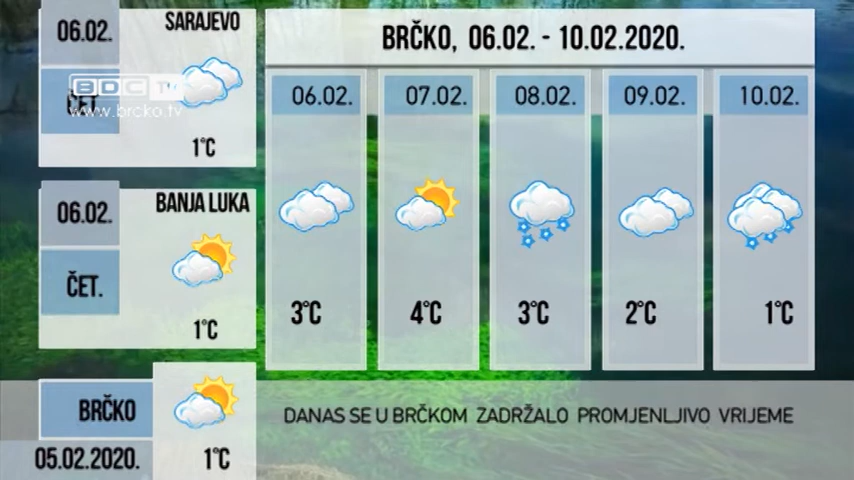 06.02.
SARAJEVO
BDC TV
ČET.
www.brcko.tv
1°C
06.02.
BANJA LUKA
ČET.
1°C
BRČKO
05.02.2020.
1°C
BRČKO, 06.02. - 10.02.2020.
06.02. 07.02. 08.02. 09.02. 10.02.
3°C 4°C 3°C 2°C 1°C
DANAS SE U BRČKOM ZADRŽALO PROMJENLJIVO VRIJEME